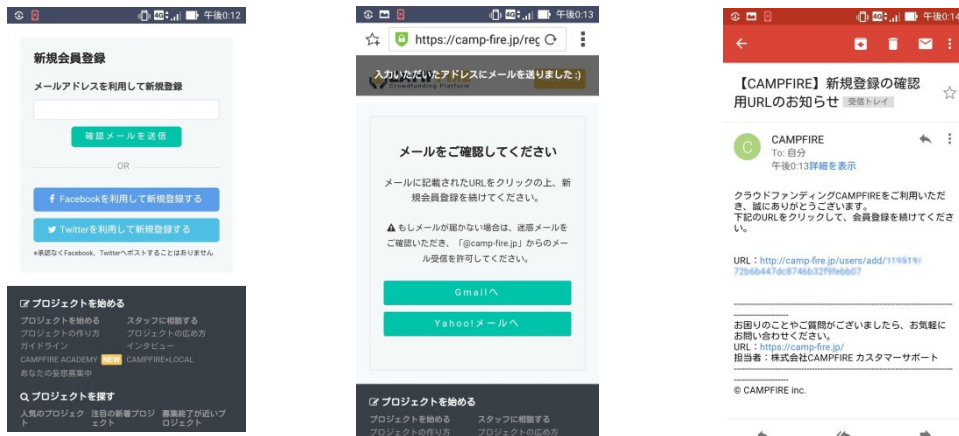 午後0:12
新規会員登録
メールアドレスを利用して新規登録
確認メールを送信
OR
Facebookを利用して新規登録する
Twitterを利用して新規登録する
※承認なくFacebook、Twitterへポストすることはありません
プロジェクトを始める
プロジェクトを始める スタッフに相談する
プロジェクトの作り方 プロジェクトの広め方
ガイドライン インタビュー
CAMPFIRE ACADEMY NEW CAMPFIRE×LOCAL
あなたの妄想募集中
プロジェクトを探す
人気のプロジェクト 注目の新着プロジェクト 募集終了が近いプロジェクト
午後0:13
https://camp-fire.jp/reg
入力いただいたアドレスにメールを送りました :)
Crowdfunding Platform
メールをご確認してください
メールに記載されたURLをクリックの上、新
規会員登録を続けてください。
もしメールが届かない場合は、迷惑メールを
ご確認いただき、「@camp-fire.jp」からのメー
ル受信を許可してください。
Gmailへ
Yahoo!メールへ
プロジェクトを始める
プロジェクトを始める スタッフに相談する
プロジェクトの作り方 プロジェクトの広め方
午後0:14
【CAMPFIRE】新規登録の確認
用URLのお知らせ 受信トレイ
C
CAMPFIRE
To: 自分
午後0:13 詳細を表示
クラウドファンディングCAMPFIREをご利用いただ
き、誠にありがとうございます。
下記のURLをクリックして、会員登録を続けてくださ
い。
URL：http://camp-fire.jp/users/add/
お困りのことやご質問がございましたら、お気軽に
お問い合わせください。
URL：https://camp-fire.jp/
担当者：株式会社CAMPFIRE カスタマーサポート
© CAMPFIRE inc.